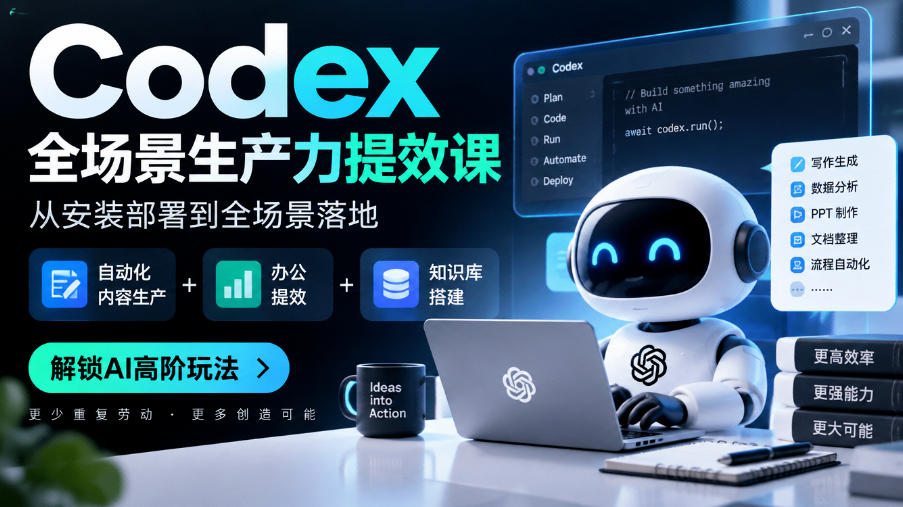 Codex
全场景生产力提效课
从安装部署到全场景落地
自动化
内容生产
+
办公
提效
+
知识库
搭建
解锁AI高阶玩法 >
更少重复劳动 · 更多创造可能
Codex
Plan
Code
Run
Automate
Deploy
// Build something amazing
with AI
await codex.run();
写作生成
数据分析
PPT 制作
文档整理
流程自动化
······
Ideas
into
Action
更高效率
更强能力
更大可能